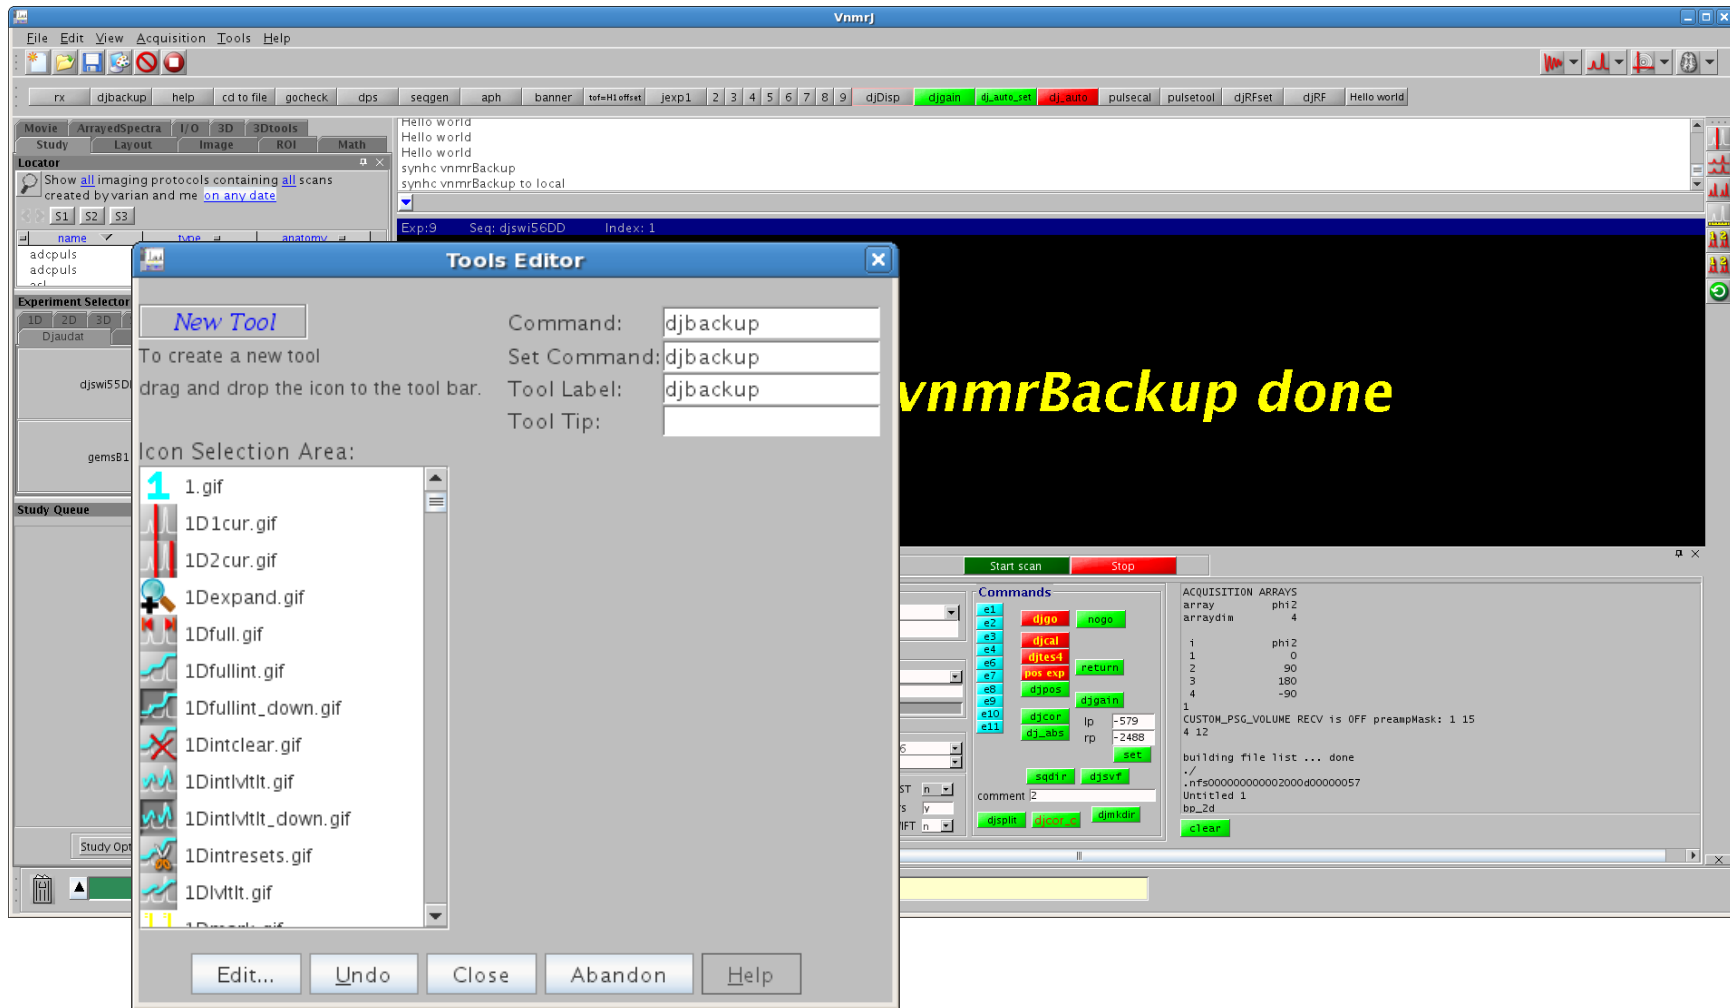 VnmrJ
File Edit View Acquisition Tools Help
rx djbackup help cd to file gocheck dps seqgen aph banner tof=H1offset jexp1 2 3 4 5 6 7 8 9 djDisp djgain dj_auto_set dj_auto pulsecal pulsetool djRFset djRF Hello world
Movie ArrayedSpectra I/O 3D 3Dtools
Study Layout Image ROI Math
Locator
Show all imaging protocols containing all scans
created by varian and me on any date
S1 S2 S3
name type anatomy
adcpuls
adcpuls
Hello world
Hello world
Hello world
synhc vnmrBackup
synhc vnmrBackup to local
Exp:9 Seq: djswi56DD Index: 1
vnmrBackup done
Experiment Selector
1D 2D 3D
Djaudat
djswi55D
gemsB1
Study Queue
Study Opt
Tools Editor
New Tool
To create a new tool
drag and drop the icon to the tool bar.
Command: djbackup
Set Command: djbackup
Tool Label: djbackup
Tool Tip:
Icon Selection Area:
1 1.gif
1D1cur.gif
1D2cur.gif
1Dexpand.gif
1Dfull.gif
1Dfullint.gif
1Dfullint_down.gif
1Dintclear.gif
1Dintlvltlt.gif
1Dintlvltlt_down.gif
1Dintresets.gif
1Dlvltlt.gif
1Dmark.gif
Edit... Undo Close Abandon Help
Start scan Stop
Commands
e1
e2
e3
e4
e6
e7
e8
e9
e10
e11
djgo nogo
djcal
djtes4
pos exp return
djpos
djgain
djcor lp -579
dj_abs rp -2488
set
sqdir djsvf
comment 2
djsplit djcor_c djmkdir
6
ST n
s y
IFT n
ACQUISITION ARRAYS
array phi2
arraydim 4
i phi2
1 0
2 90
3 180
4 -90
1
CUSTOM_PSG_VOLUME RECV is OFF preampMask: 1 15
4 12
building file list ... done
./
.nfs000000000002000d00000057
Untitled 1
bp_2d
clear